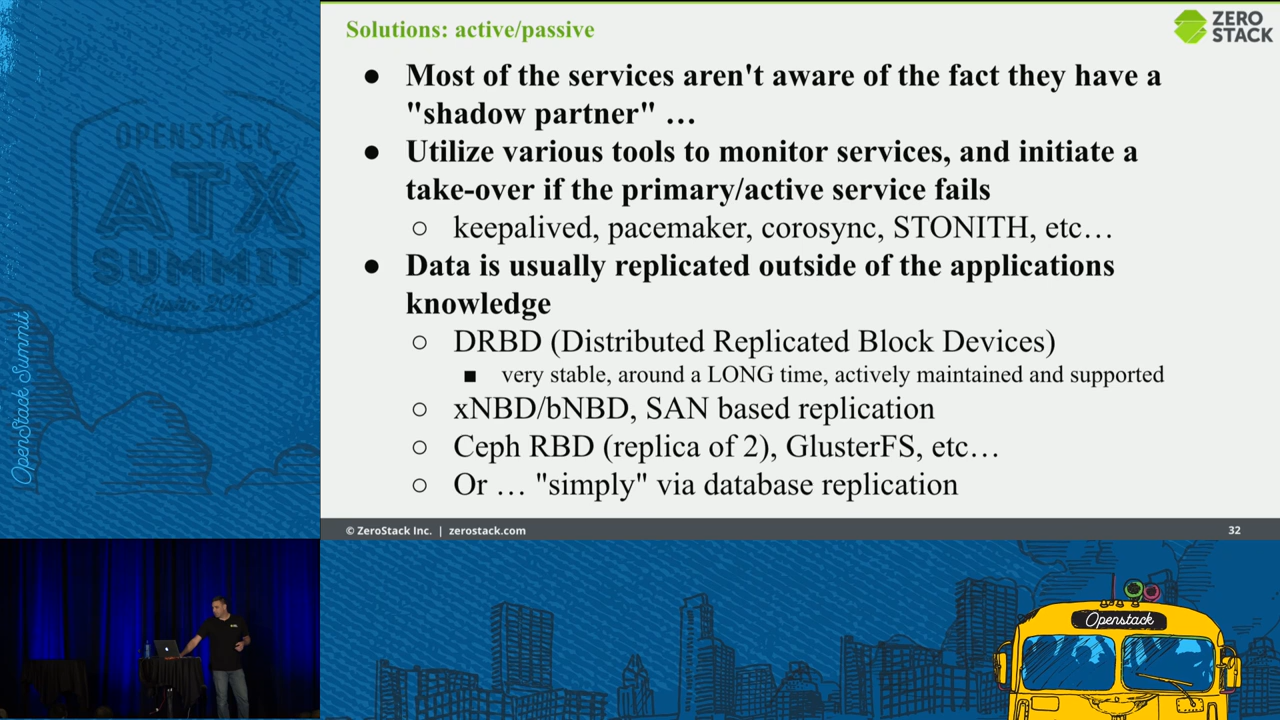 Solutions: active/passive
ZERO
STACK
● Most of the services aren't aware of the fact they have a
"shadow partner" …
● Utilize various tools to monitor services, and initiate a
take-over if the primary/active service fails
○ keepalived, pacemaker, corosync, STONITH, etc…
● Data is usually replicated outside of the applications
knowledge
○ DRBD (Distributed Replicated Block Devices)
■ very stable, around a LONG time, actively maintained and supported
○ xNBD/bNBD, SAN based replication
○ Ceph RBD (replica of 2), GlusterFS, etc…
○ Or … "simply" via database replication
© ZeroStack Inc. | zerostack.com
32
OPENSTACK
ATX
SUMMIT
Austin 2016
OpenStack Summit
Openstack